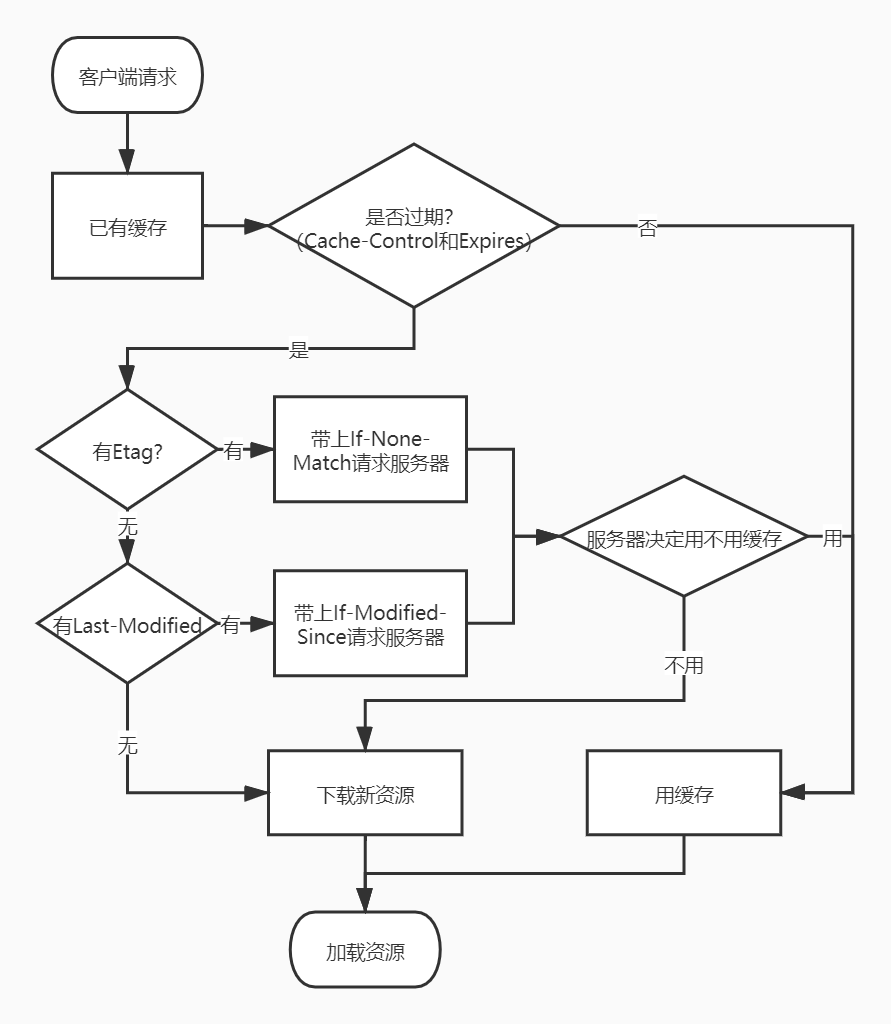 客户端请求
已有缓存
是否过期?
(Cache-Control和Expires)
否
是
有Etag?
有
带上If-None-
Match请求服务器
无
服务器决定用不用缓存
用
有Last-Modified
有
带上If-Modified-
Since请求服务器
不用
无
下载新资源
用缓存
加载资源